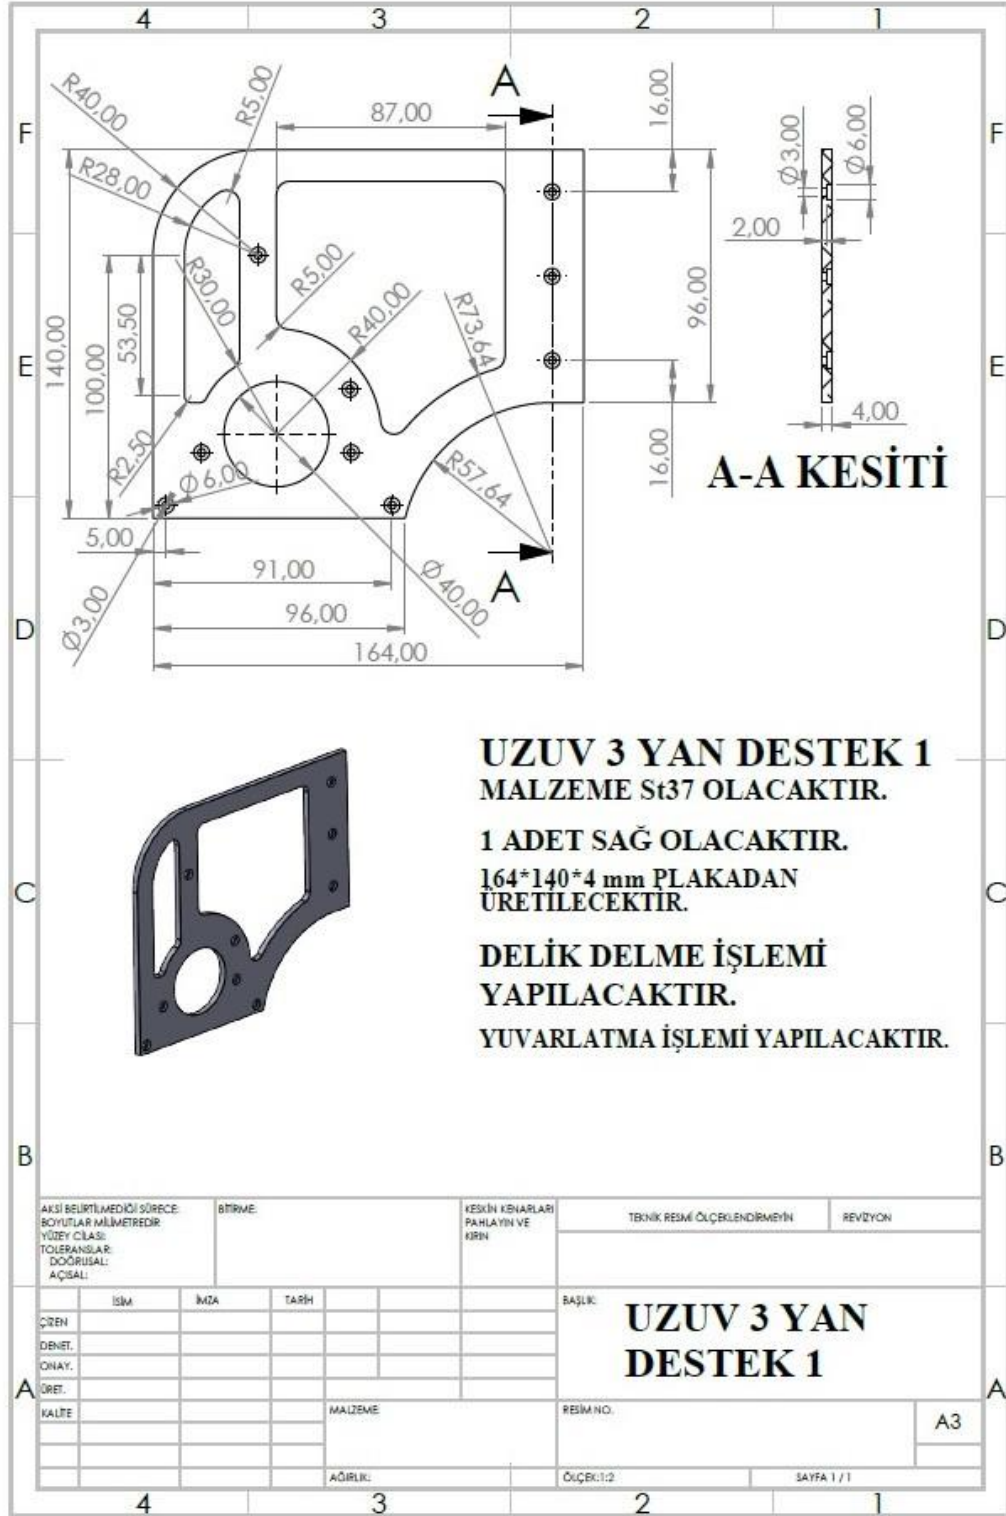 4 3 2 1
F F
E E
D D
C C
B B
A A
R40,00
R5,00
87,00
A
16,00
Ø3,00
Ø6,00
R28,00
2,00
R30,00
R5,00
R40,00
R73,64
96,00
140,00
100,00
53,50
4,00
R2,50
Ø6,00
R57,64
16,00
A-A KESİTİ
5,00
91,00
Ø40,00
A
Ø3,00
96,00
164,00
UZUV 3 YAN DESTEK 1
MALZEME St37 OLACAKTIR.
1 ADET SAĞ OLACAKTIR.
164*140*4 mm PLAKADAN
ÜRETİLECEKTİR.
DELİK DELME İŞLEMİ
YAPILACAKTIR.
YUVARLATMA İŞLEMİ YAPILACAKTIR.
AKSİ BELİRTİLMEDİĞİ SÜRECE:
BOYUTLAR MİLİMETREDİR
YÜZEY CİLASI:
TOLERANSLAR:
DOĞRUSAL:
AÇISAL:
BİTİRME:
KESKİN KENARLARI
PAHLAYIN VE
KIRIN
TEKNİK RESMİ ÖLÇEKLENDİRMEYİN
REVİZYON
İSİM İMZA TARİH
ÇİZEN
DENET.
ONAY.
ÜRET.
KALİTE
BAŞLIK:
UZUV 3 YAN
DESTEK 1
MALZEME:
RESİM NO.
A3
AĞIRLIK:
ÖLÇEK:1:2
SAYFA 1 / 1
4 3 2 1